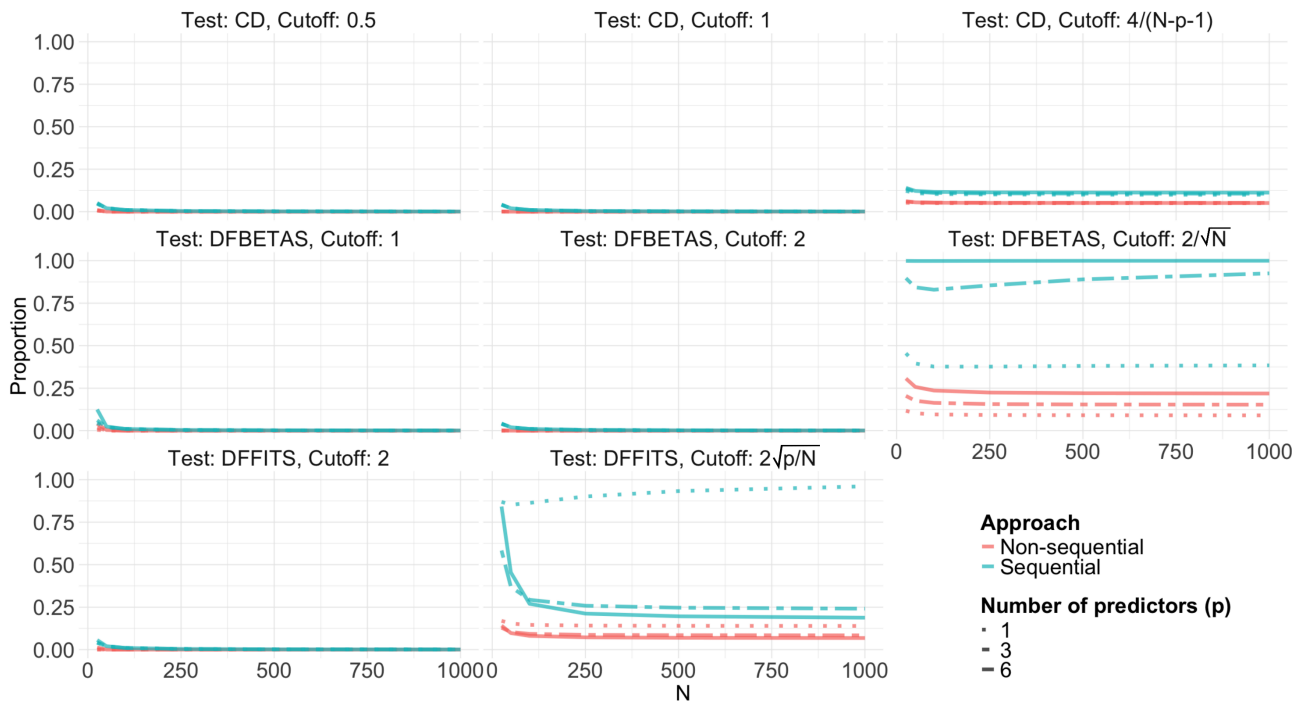 Test: CD, Cutoff: 0.5
Test: CD, Cutoff: 1
Test: CD, Cutoff: 4/(N-p-1)
1.00
0.75
0.50
0.25
0.00
Test: DFBETAS, Cutoff: 1
Test: DFBETAS, Cutoff: 2
Test: DFBETAS, Cutoff: 2/√N
1.00
0.75
0.50
0.25
0.00
Proportion
0
250
500
750
1000
Test: DFFITS, Cutoff: 2
Test: DFFITS, Cutoff: 2√p/N
1.00
0.75
0.50
0.25
0.00
0
250
500
750
1000
0
250
500
750
1000
N
Approach
Non-sequential
Sequential
Number of predictors (p)
1
3
6